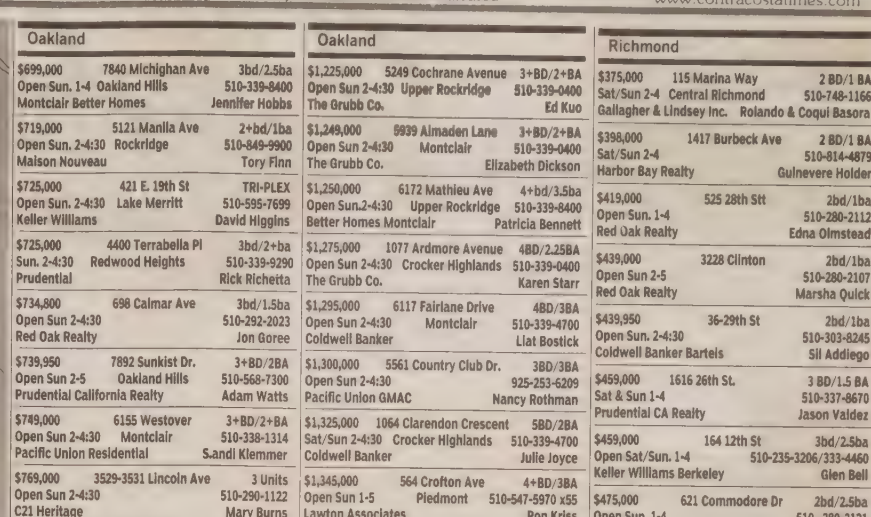 www.contracostatimes.com
Oakland
$699,000 7840 Michighan Ave 3bd/2.5ba
Open Sun. 1-4 Oakland Hills 510-339-8400
Montclair Better Homes Jennifer Hobbs
$719,000 5121 Manila Ave 2+bd/1ba
Open Sun. 2-4:30 Rockridge 510-849-9900
Maison Nouveau Tory Finn
$725,000 421 E. 19th St TRI-PLEX
Open Sun. 2-4:30 Lake Merritt 510-595-7699
Keller Williams David Higgins
$725,000 4400 Terrabella Pl 3bd/2+ba
Sun. 2-4:30 Redwood Heights 510-339-9290
Prudential Rick Richetta
$734,800 698 Calmar Ave 3bd/1.5ba
Open Sun 2-4:30 510-292-2023
Red Oak Realty Jon Goree
$739,950 7892 Sunkist Dr. 3+BD/2BA
Open Sun 2-5 Oakland Hills 510-568-7300
Prudential California Realty Adam Watts
$749,000 6155 Westover 3+BD/2+BA
Open Sun 2-4:30 Montclair 510-338-1314
Pacific Union Residential Sandi Klemmer
$769,000 3529-3531 Lincoln Ave 3 Units
Open Sun 2-4:30 510-290-1122
C21 Heritage Mary Burns
Oakland
$1,225,000 5249 Cochrane Avenue 3+BD/2+BA
Open Sun 2-4:30 Upper Rockridge 510-339-0400
The Grubb Co. Ed Kuo
$1,249,000 5939 Almaden Lane 3+BD/2+BA
Open Sun 2-4:30 Montclair 510-339-0400
The Grubb Co. Elizabeth Dickson
$1,250,000 6172 Mathieu Ave 4+bd/3.5ba
Open Sun.2-4:30 Upper Rockridge 510-339-8400
Better Homes Montclair Patricia Bennett
$1,275,000 1077 Ardmore Avenue 4BD/2.25BA
Open Sun 2-4:30 Crocker Highlands 510-339-0400
The Grubb Co. Karen Starr
$1,295,000 6117 Fairlane Drive 4BD/3BA
Open Sun 2-4:30 Montclair 510-339-4700
Coldwell Banker Liat Bostick
$1,300,000 5561 Country Club Dr. 3BD/3BA
Open Sun 2-4:30 925-253-6209
Pacific Union GMAC Nancy Rothman
$1,325,000 1064 Clarendon Crescent 5BD/2BA
Sat/Sun 2-4:30 Crocker Highlands 510-339-4700
Coldwell Banker Julie Joyce
$1,345,000 564 Crofton Ave 4+BD/3BA
Open Sun 1-5 Piedmont 510-547-5970 x55
Lawton Associates Ron Kriss
Richmond
$375,000 115 Marina Way 2 BD/1 BA
Sat/Sun 2-4 Central Richmond 510-748-1166
Gallagher & Lindsey Inc. Rolando & Coqui Basora
$398,000 1417 Burbeck Ave 2 BD/1 BA
Sat/Sun 2-4 510-814-4879
Harbor Bay Realty Guinevere Holder
$419,000 525 28th Stt 2bd/1ba
Open Sun. 1-4 510-280-2112
Red Oak Realty Edna Olmstead
$439,000 3228 Clinton 2bd/1ba
Open Sun 2-5 510-280-2107
Red Oak Realty Marsha Quick
$439,950 36-29th St 2bd/1ba
Open Sun. 2-4:30 510-303-8245
Coldwell Banker Bartels Sil Addiego
$459,000 1616 26th St. 3 BD/1.5 BA
Sat & Sun 1-4 510-337-8670
Prudential CA Realty Jason Valdez
$459,000 164 12th St 3bd/2.5ba
Open Sat/Sun. 1-4 510-235-3206/333-4460
Keller Williams Berkeley Glen Bell
$475,000 621 Commodore Dr 2bd/2.5ba
Open Sun. 1-4